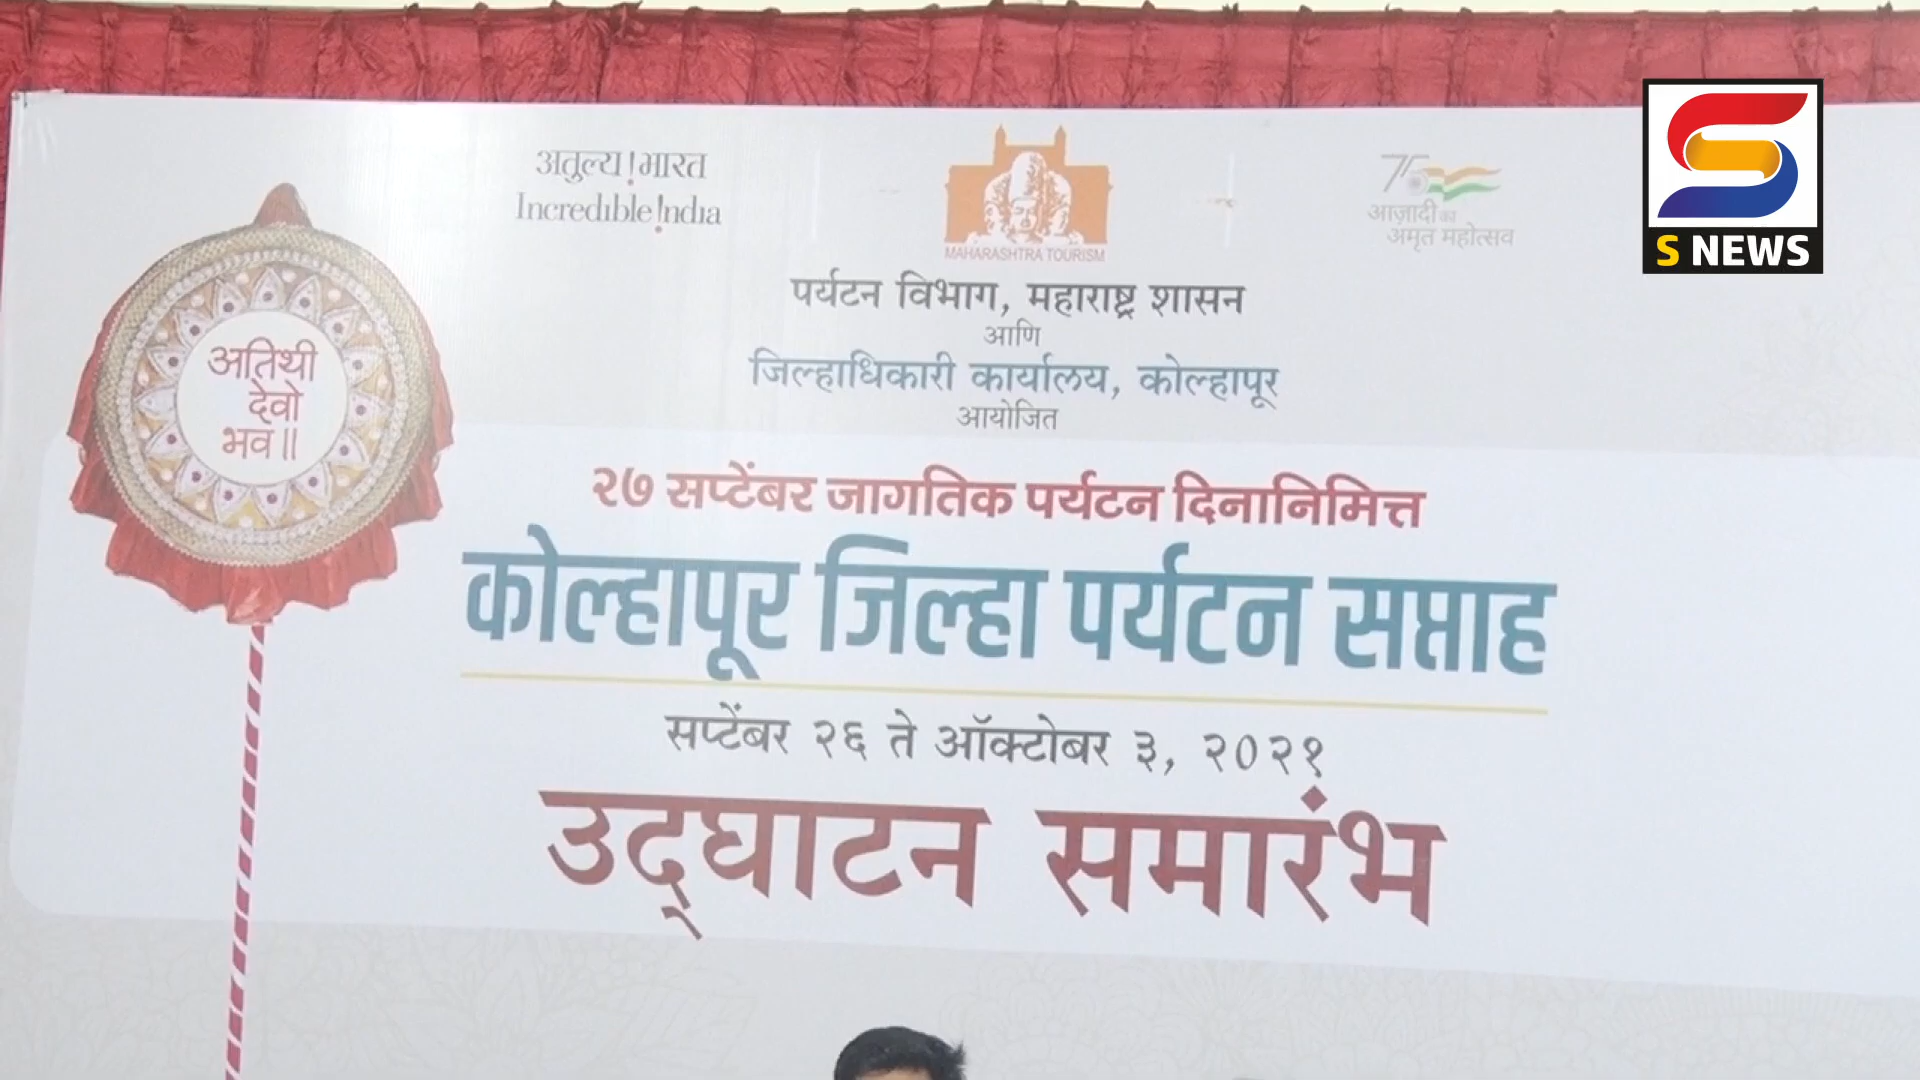 अतुल्य!भारत
Incredible!ndia
MAHARASHTRA TOURISM
75
आज़ादी का
अमृत महोत्सव
S NEWS
पर्यटन विभाग, महाराष्ट्र शासन
आणि
जिल्हाधिकारी कार्यालय, कोल्हापूर
आयोजित
अतिथी
देवो
भव॥
२७ सप्टेंबर जागतिक पर्यटन दिनानिमित्त
कोल्हापूर जिल्हा पर्यटन सप्ताह
सप्टेंबर २६ ते ऑक्टोबर ३, २०२१
उद्‌घाटन समारंभ